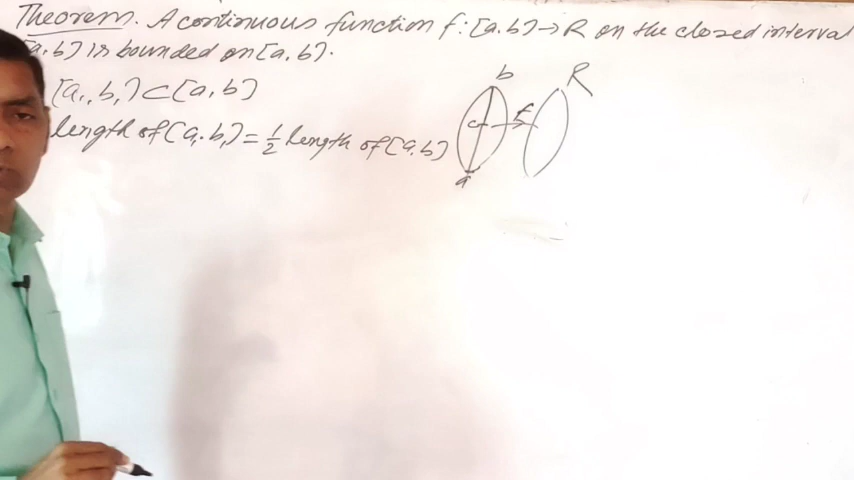 Theorem. A continuous function f: [a,b]→R on the closed interval
[a,b] is bounded on [a,b].
[a₁,b₁]⊂[a,b]
length of [a₁,b₁] = 1/2 length of [a,b]
b
R
c
f
a